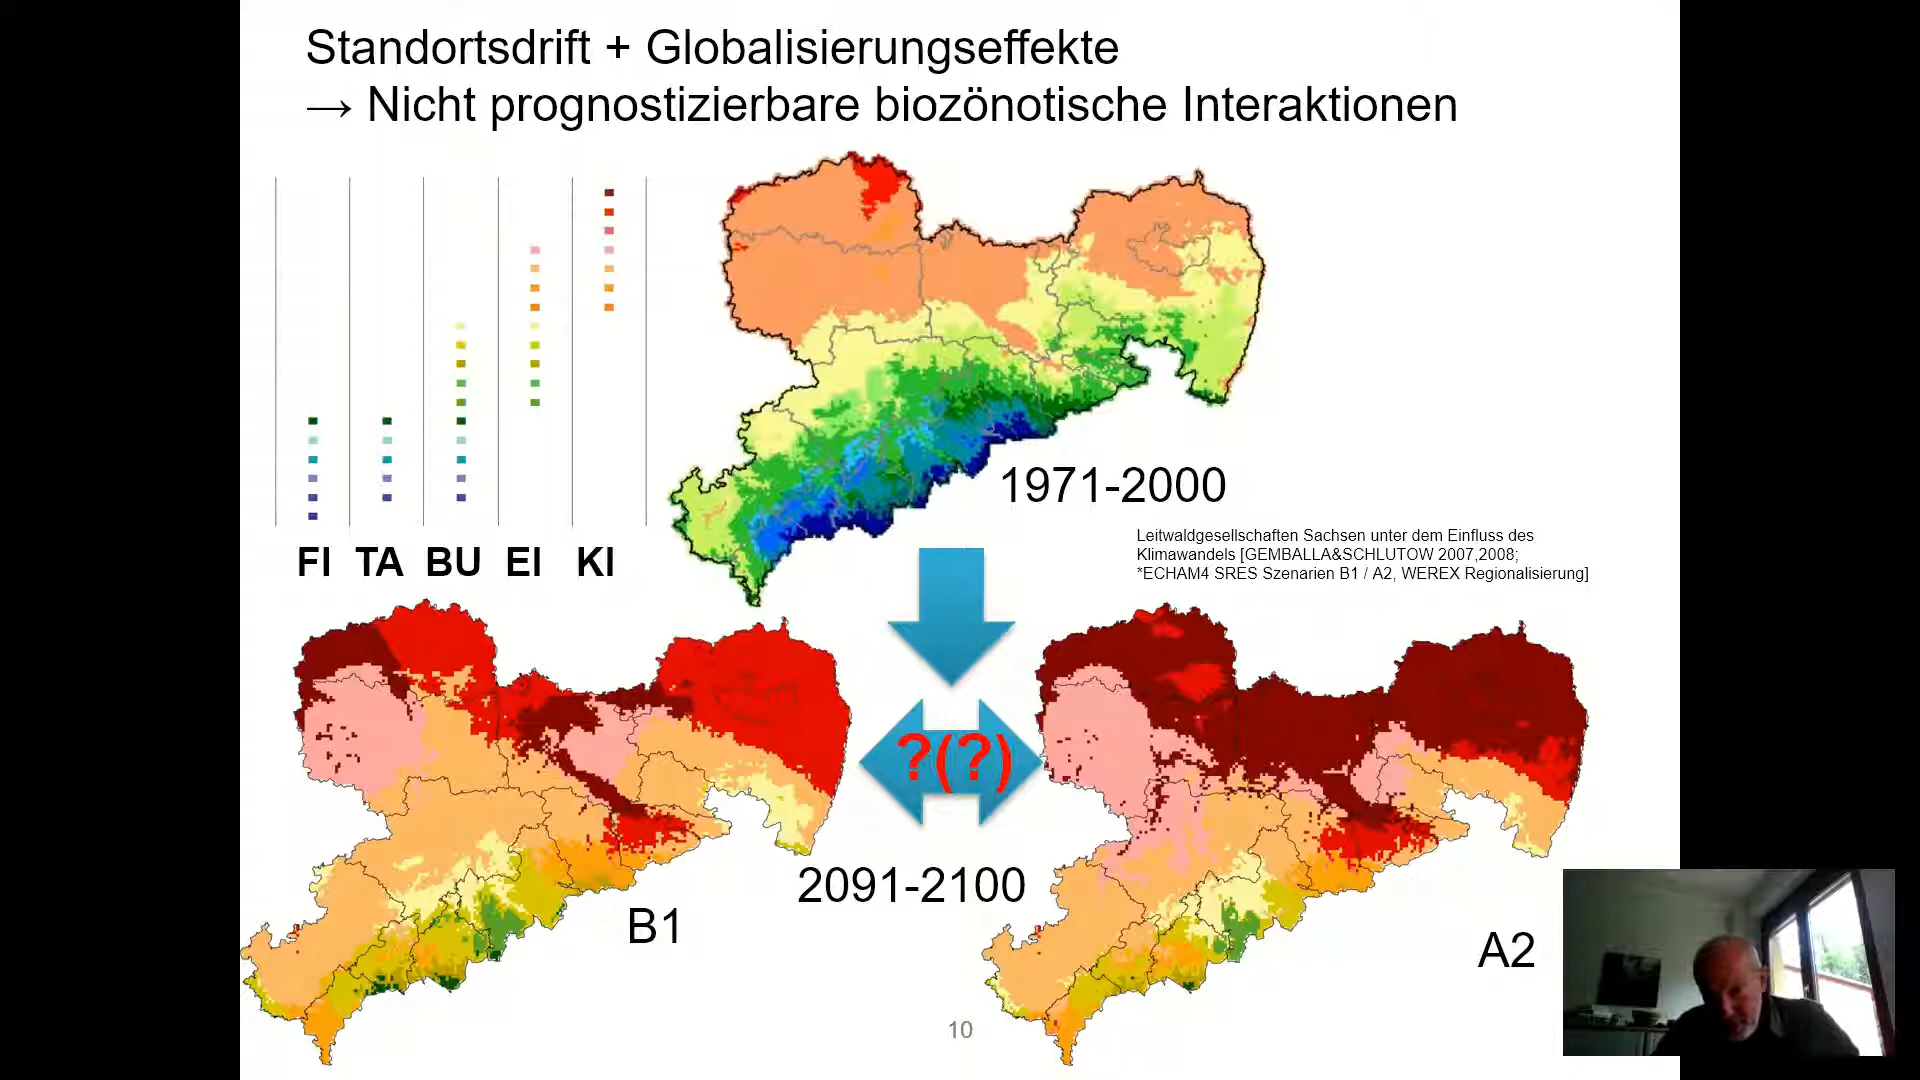 Standortsdrift + Globalisierungseffekte
→ Nicht prognostizierbare biozönotische Interaktionen
1971-2000
Leitwaldgesellschaften Sachsen unter dem Einfluss des
Klimawandels [GEMBALLA&SCHLUTOW 2007,2008;
*ECHAM4 SRES Szenarien B1 / A2, WEREX Regionalisierung]
FI TA BU EI KI
?(?)
2091-2100
B1
A2
10